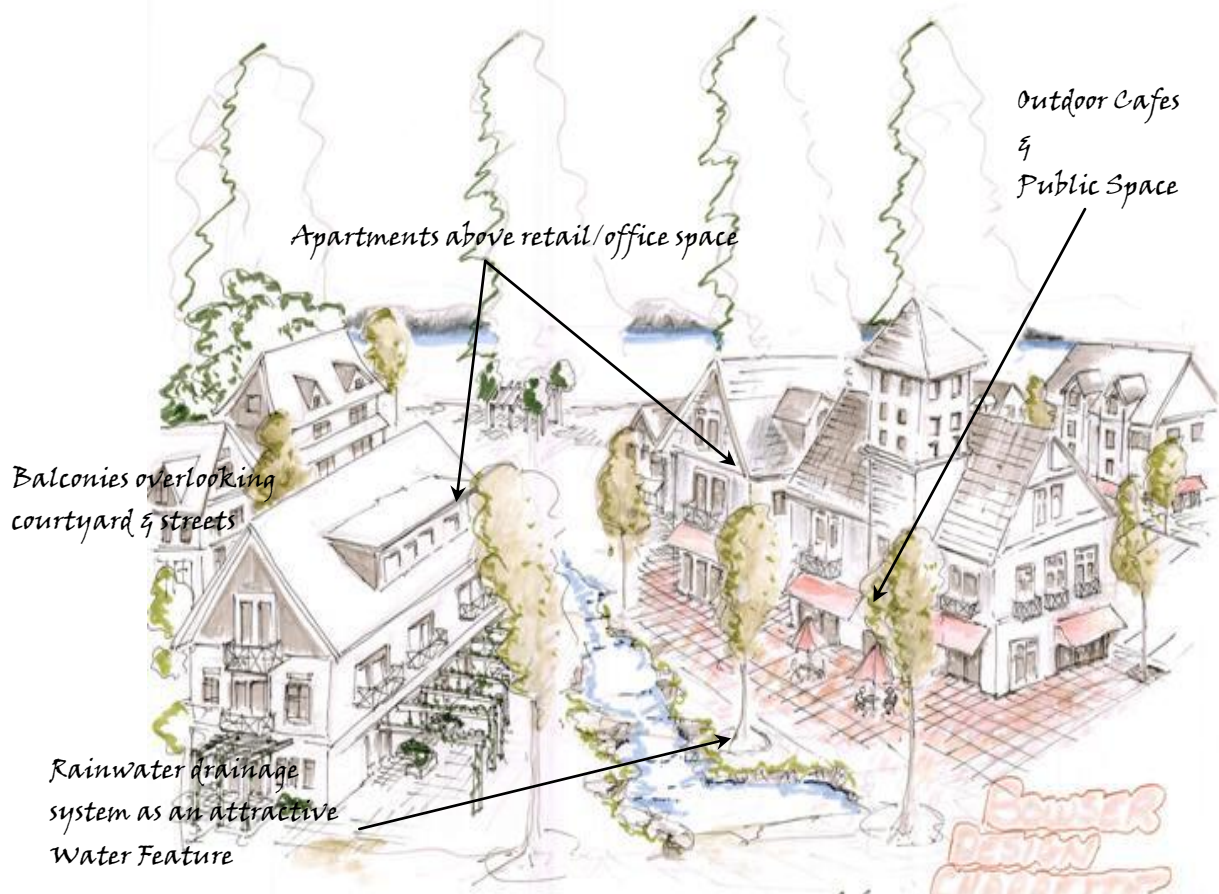 Outdoor Cafes
&
Public Space
Apartments above retail/office space
Balconies overlooking
courtyard & streets
Rainwater drainage
system as an attractive
Water Feature
BOWSER
DESIGN